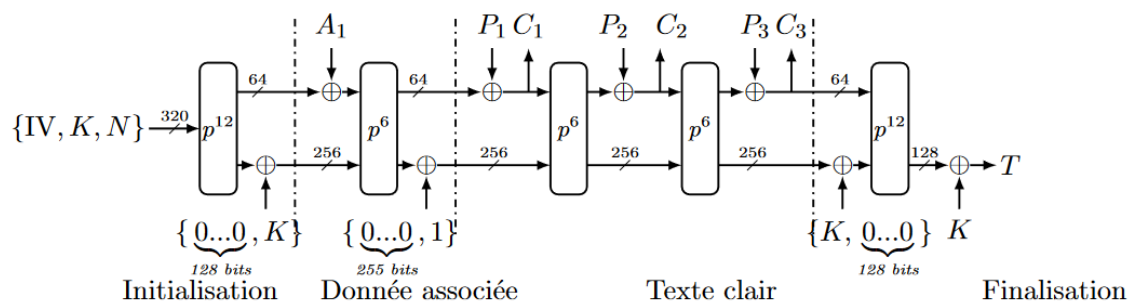 A₁ P₁ C₁ P₂ C₂ P₃ C₃
64 64 64
{IV, K, N} 320 p¹² p⁶ p⁶ p⁶ p¹²
256 256 256 256 128 T
{ 0...0 , K} { 0...0 , 1} {K, 0...0 } K
128 bits 255 bits 128 bits
Initialisation Donnée associée Texte clair Finalisation